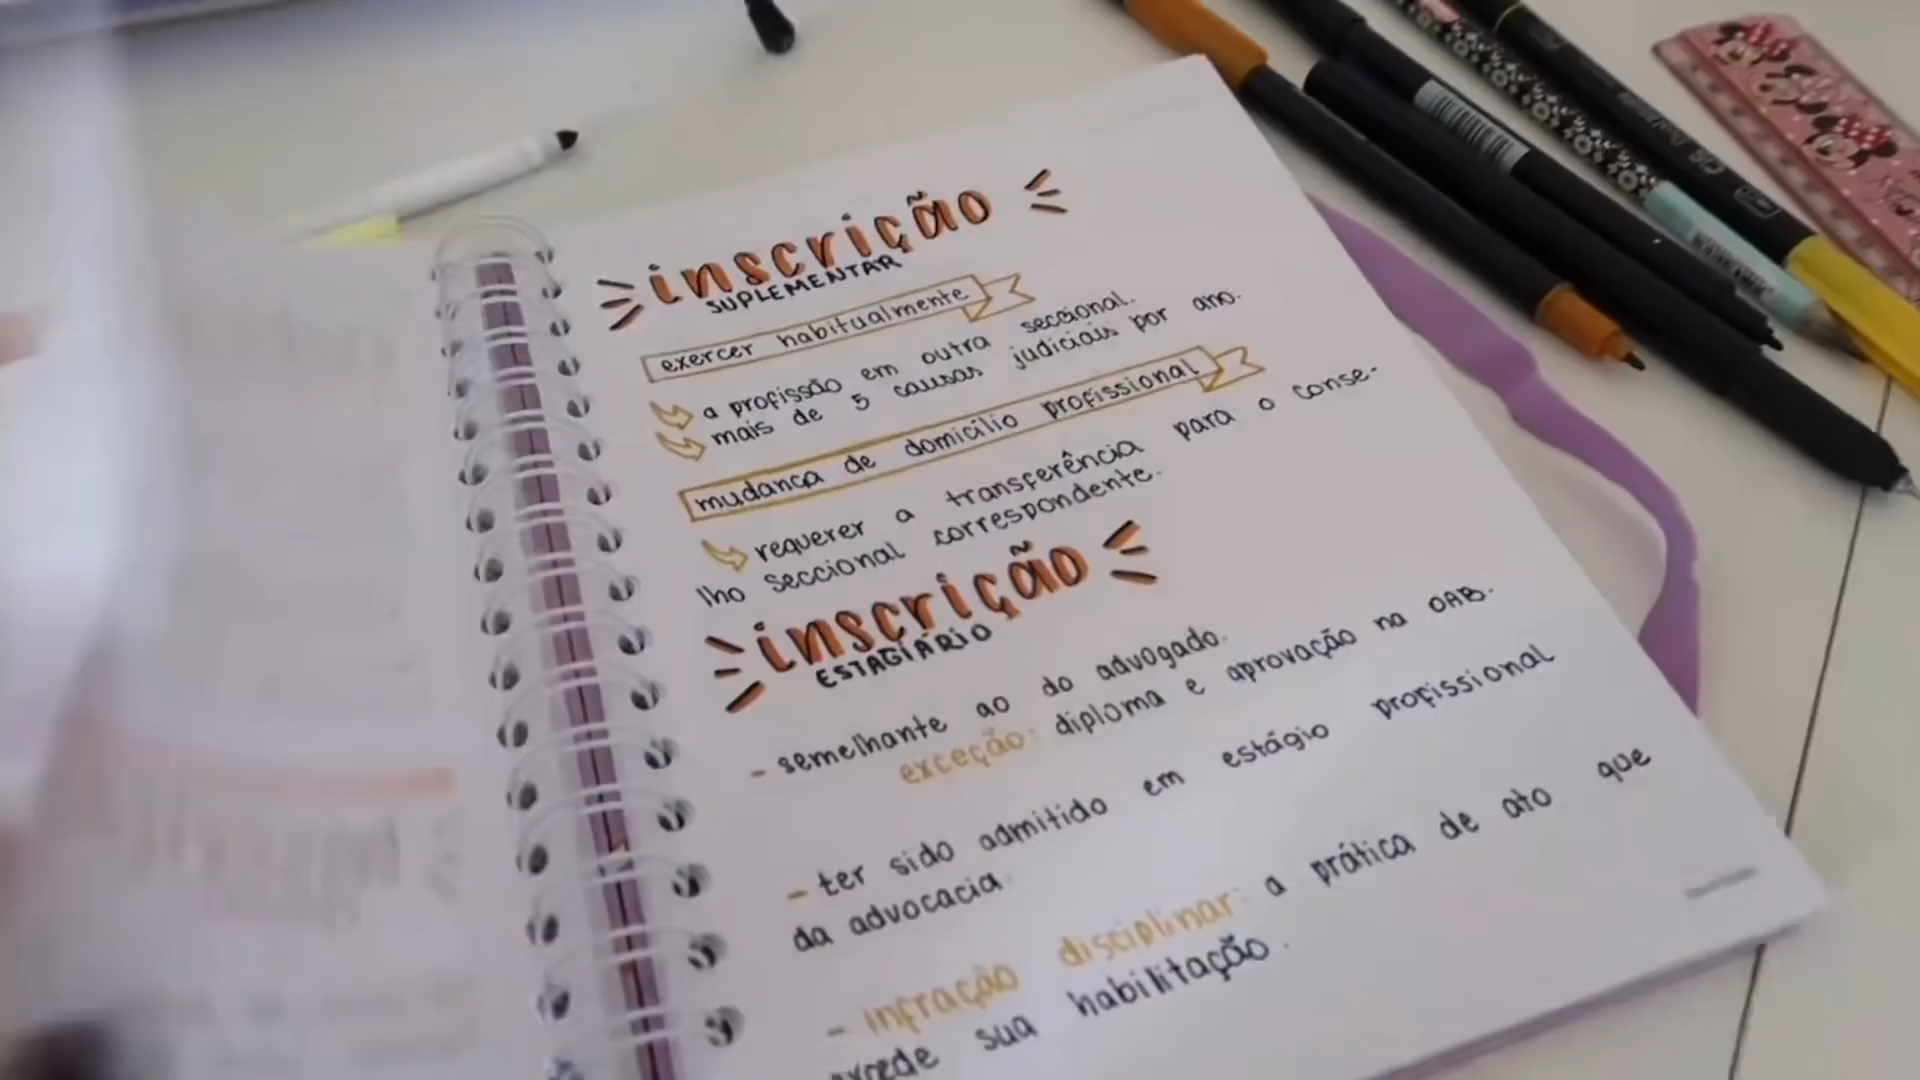 inscrição
SUPLEMENTAR
exercer habitualmente
a profissão em outra seccional.
mais de 5 causas judiciais por ano.
mudança de domicílio profissional
requerer a transferência para o conse-
lho seccional correspondente.
inscrição
ESTAGIÁRIO
- semelhante ao do advogado.
exceção: diploma e aprovação na OAB.
- ter sido admitido em estágio profissional
da advocacia.
- infração disciplinar: a prática de ato que
excede sua habilitação.